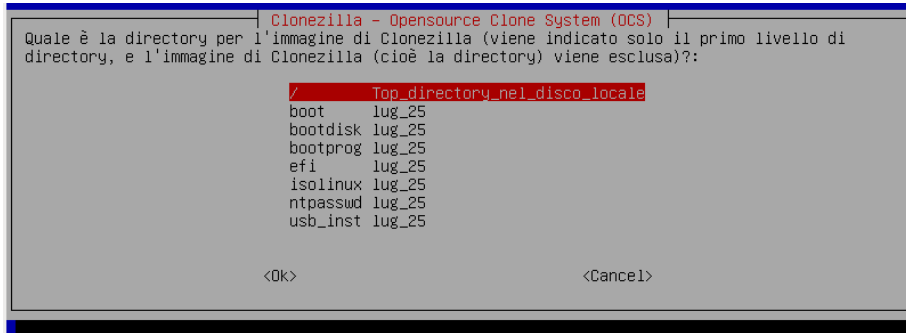 Clonezilla - Opensource Clone System (OCS)
Quale è la directory per l'immagine di Clonezilla (viene indicato solo il primo livello di
directory, e l'immagine di Clonezilla (cioè la directory) viene esclusa)?:
/ Top_directory_nel_disco_locale
boot lug_25
bootdisk lug_25
bootprog lug_25
efi lug_25
isolinux lug_25
ntpasswd lug_25
usb_inst lug_25
<Ok> <Cancel>